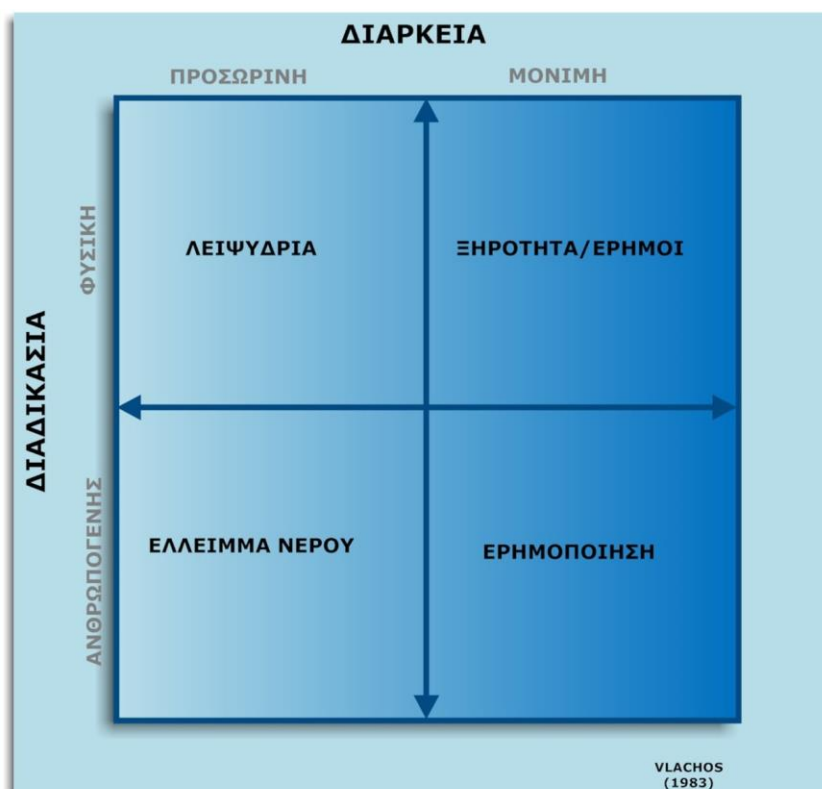 ΔΙΑΡΚΕΙΑ
ΠΡΟΣΩΡΙΝΗ
ΜΟΝΙΜΗ
ΔΙΑΔΙΚΑΣΙΑ
ΦΥΣΙΚΗ
ΛΕΙΨΥΔΡΙΑ
ΞΗΡΟΤΗΤΑ/ΕΡΗΜΟΙ
ΑΝΘΡΩΠΟΓΕΝΗΣ
ΕΛΛΕΙΜΜΑ ΝΕΡΟΥ
ΕΡΗΜΟΠΟΙΗΣΗ
VLACHOS
(1983)